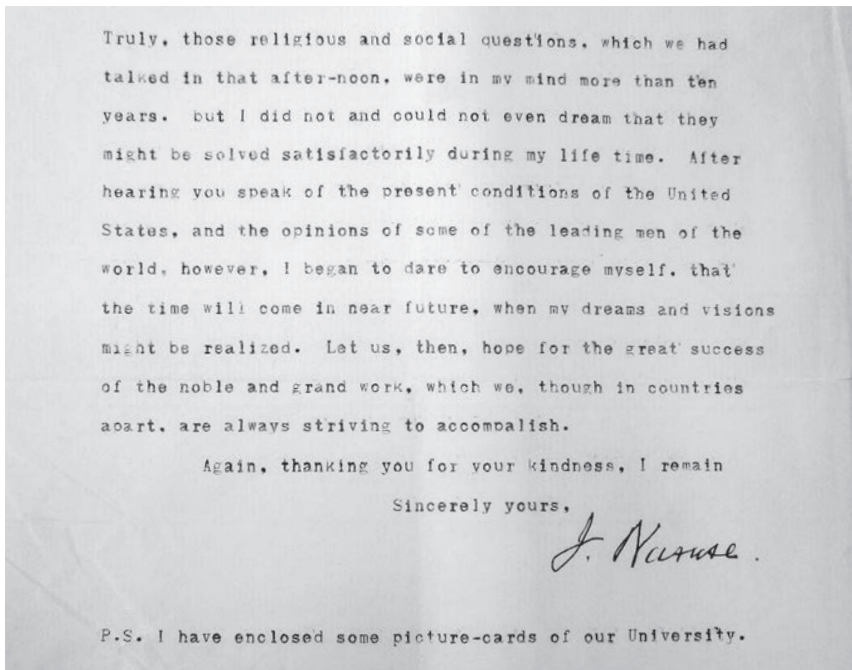 Truly, those religious and social questions, which we had
talked in that after-noon, were in my mind more than ten
years. but I did not and could not even dream that they
might be solved satisfactorily during my life time. After
hearing you speak of the present conditions of the United
States, and the opinions of some of the leading men of the
world, however, I began to dare to encourage myself. that
the time will come in near future, when my dreams and visions
might be realized. Let us, then, hope for the great success
of the noble and grand work, which we, though in countries
apart. are always striving to accompalish.
Again, thanking you for your kindness, I remain
Sincerely yours,
J. Naruse.
P.S. I have enclosed some picture-cards of our University.